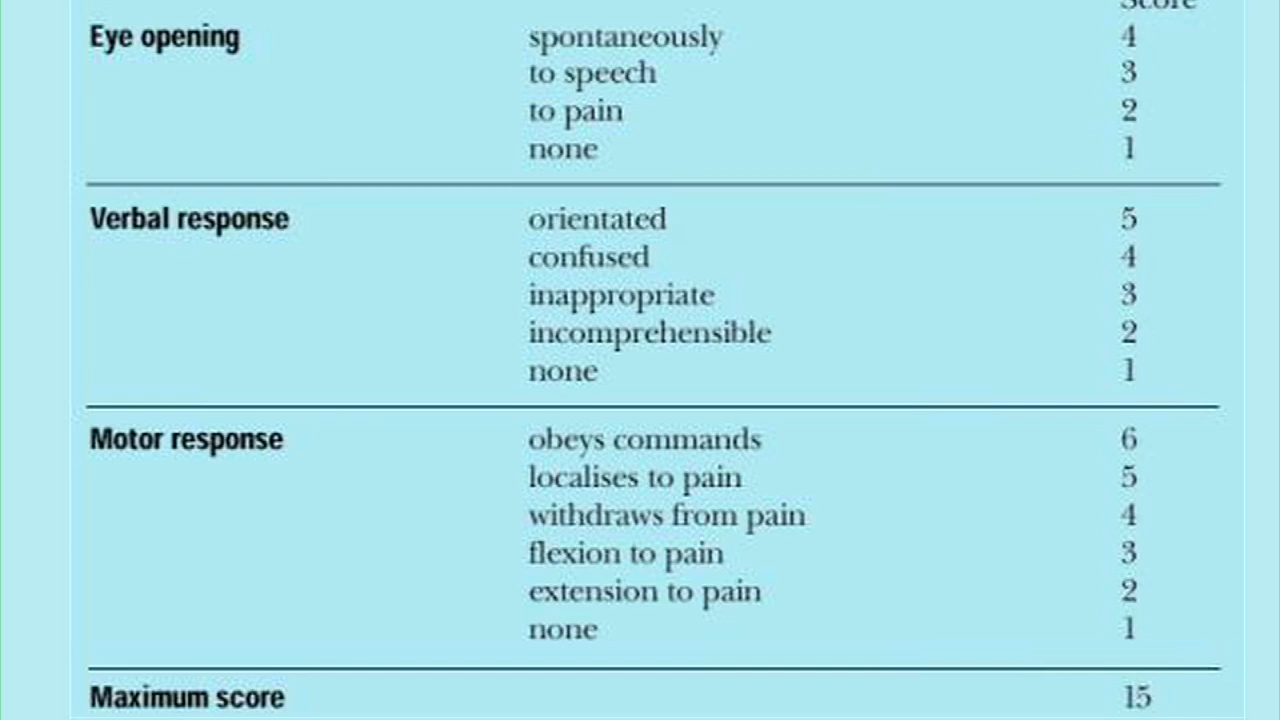 Score
Eye opening spontaneously 4
to speech 3
to pain 2
none 1
Verbal response orientated 5
confused 4
inappropriate 3
incomprehensible 2
none 1
Motor response obeys commands 6
localises to pain 5
withdraws from pain 4
flexion to pain 3
extension to pain 2
none 1
Maximum score 15